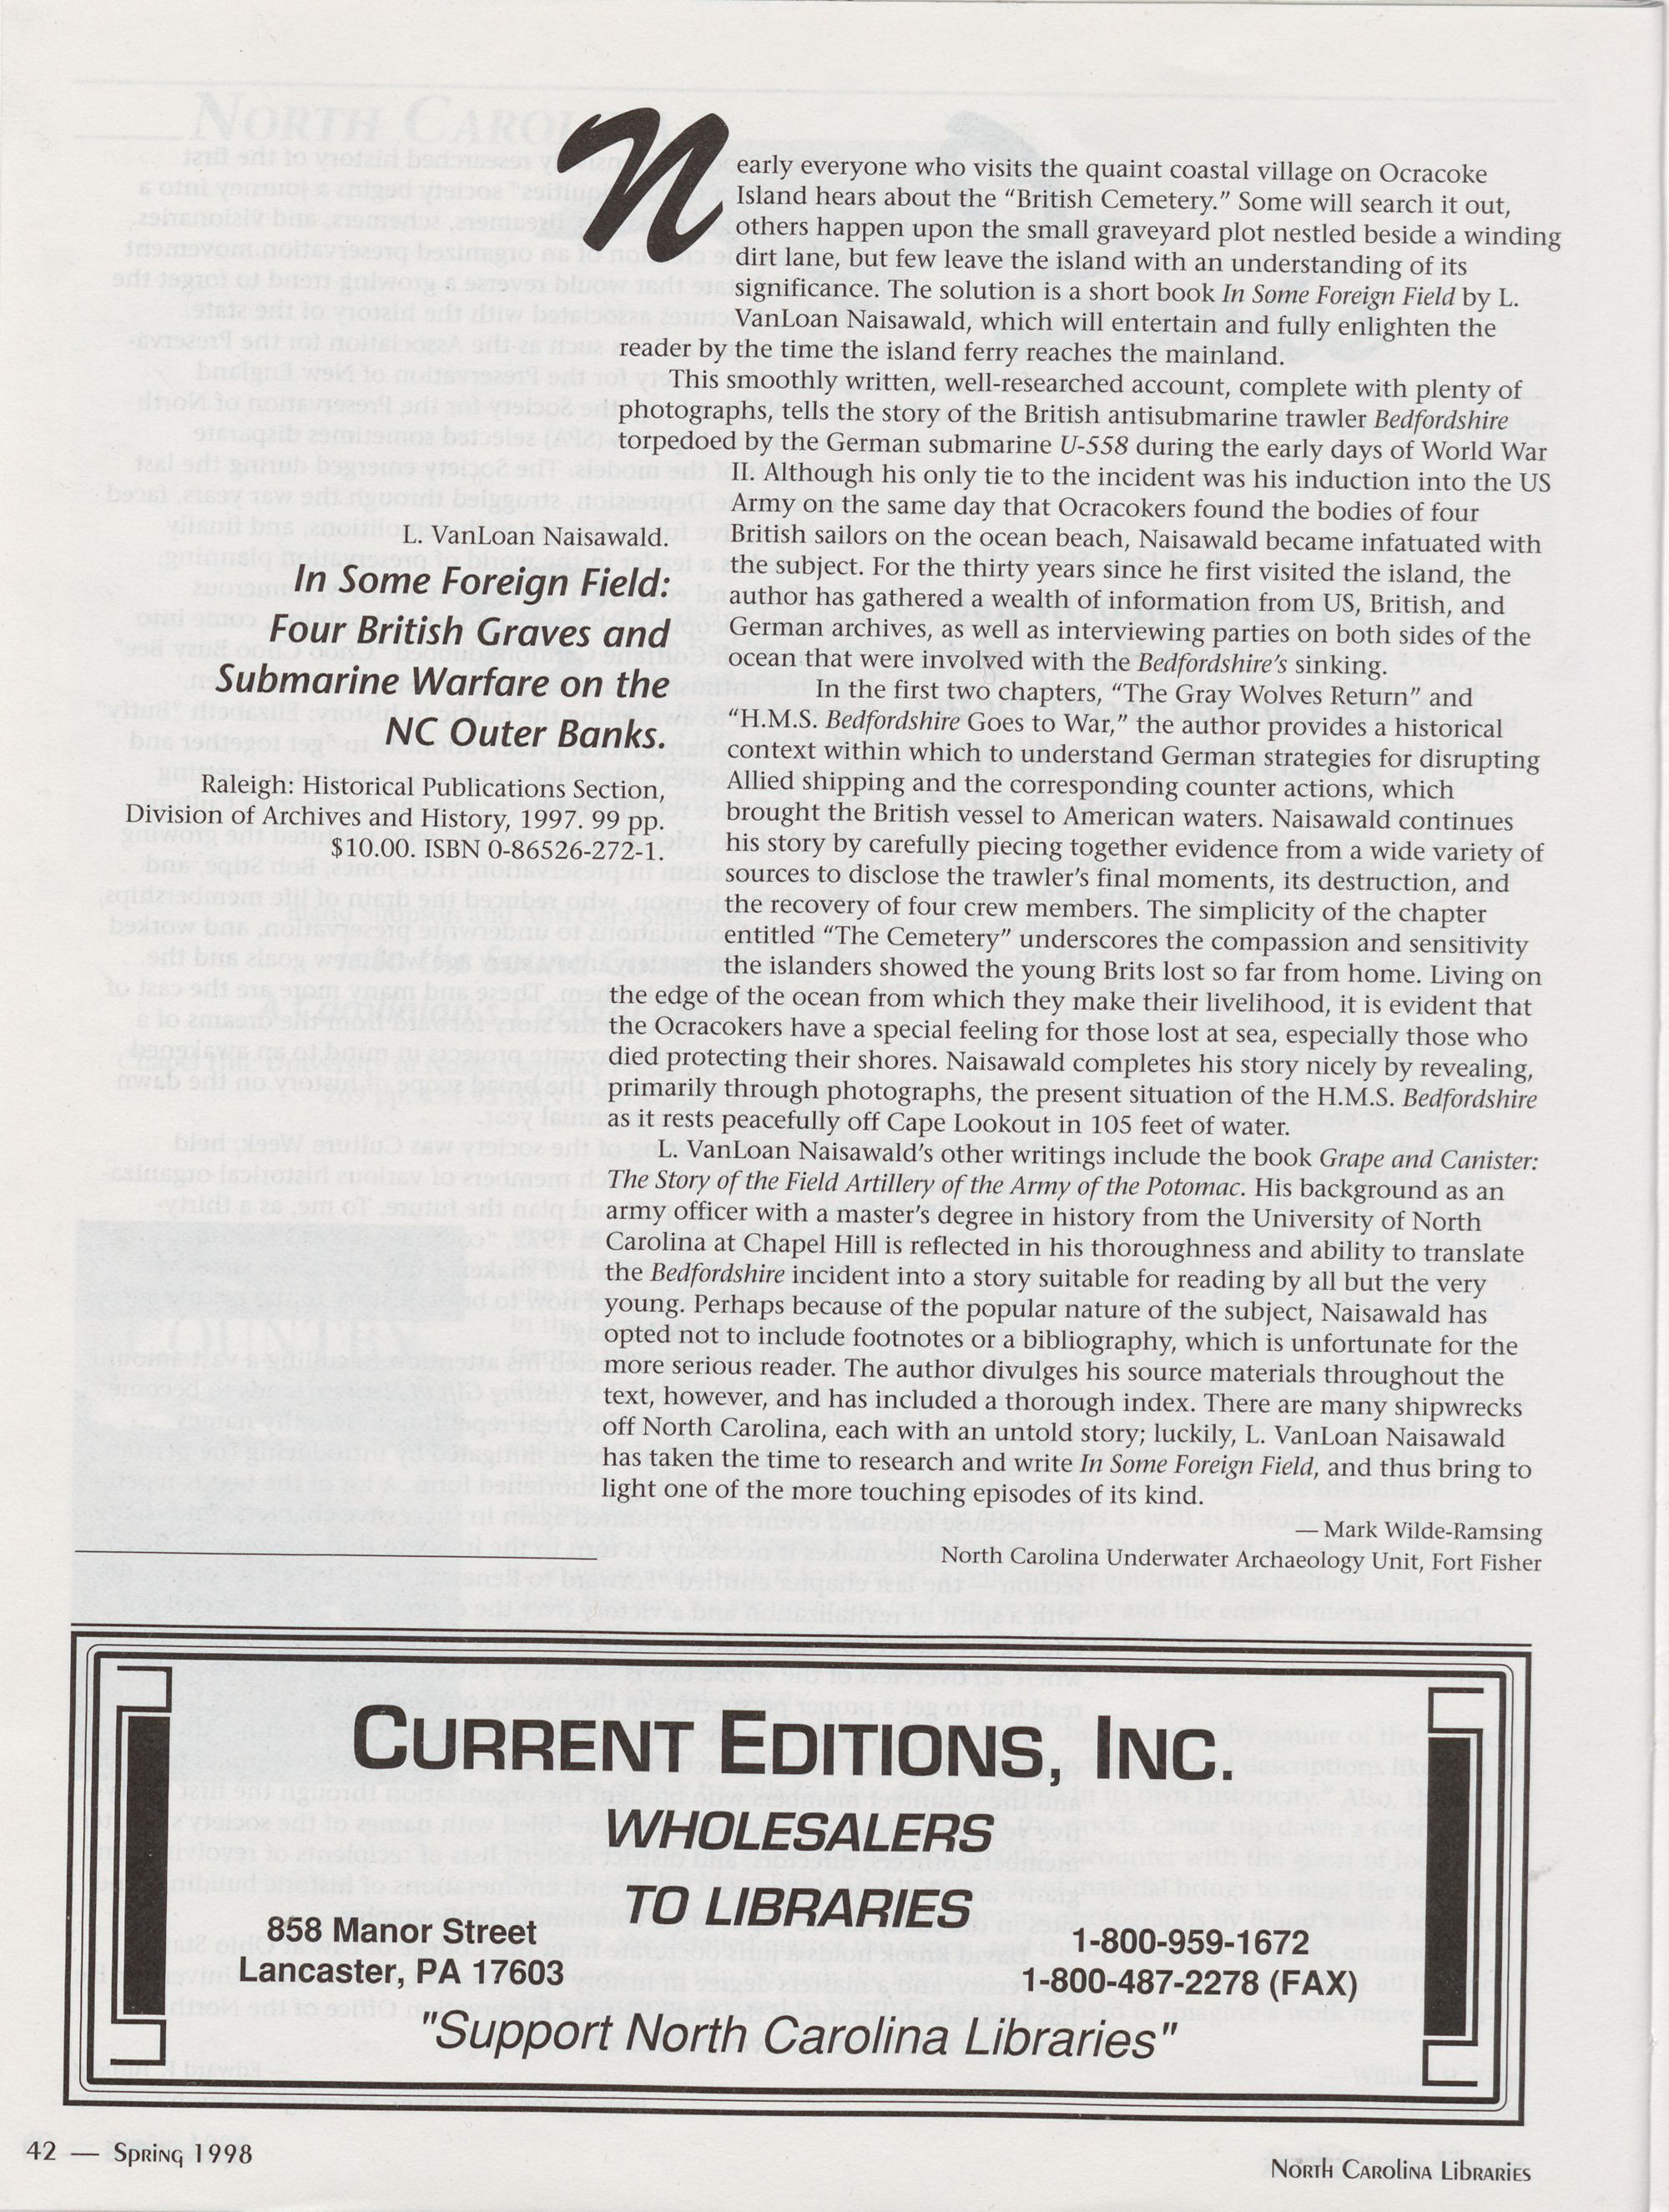 Nearly everyone who visits the quaint coastal village on Ocracoke
Island hears about the “British Cemetery.” Some will search it out,
others happen upon the small graveyard plot nestled beside a winding
dirt lane, but few leave the island with an understanding of its
significance. The solution is a short book In Some Foreign Field by L.
VanLoan Naisawald, which will entertain and fully enlighten the
reader by the time the island ferry reaches the mainland.
This smoothly written, well-researched account, complete with plenty of
photographs, tells the story of the British antisubmarine trawler Bedfordshire
torpedoed by the German submarine U-558 during the early days of World War
II. Although his only tie to the incident was his induction into the US
Army on the same day that Ocracokers found the bodies of four
British sailors on the ocean beach, Naisawald became infatuated with
the subject. For the thirty years since he first visited the island, the
author has gathered a wealth of information from US, British, and
German archives, as well as interviewing parties on both sides of the
ocean that were involved with the Bedfordshire’s sinking.
In the first two chapters, “The Gray Wolves Return” and
“H.M.S. Bedfordshire Goes to War,” the author provides a historical
context within which to understand German strategies for disrupting
Allied shipping and the corresponding counter actions, which
brought the British vessel to American waters. Naisawald continues
his story by carefully piecing together evidence from a wide variety of
sources to disclose the trawler’s final moments, its destruction, and
the recovery of four crew members. The simplicity of the chapter
entitled “The Cemetery” underscores the compassion and sensitivity
the islanders showed the young Brits lost so far from home. Living on
the edge of the ocean from which they make their livelihood, it is evident that
the Ocracokers have a special feeling for those lost at sea, especially those who
died protecting their shores. Naisawald completes his story nicely by revealing,
primarily through photographs, the present situation of the H.M.S. Bedfordshire
as it rests peacefully off Cape Lookout in 105 feet of water.
L. VanLoan Naisawald’s other writings include the book Grape and Canister:
The Story of the Field Artillery of the Army of the Potomac. His background as an
army officer with a master’s degree in history from the University of North
Carolina at Chapel Hill is reflected in his thoroughness and ability to translate
the Bedfordshire incident into a story suitable for reading by all but the very
young. Perhaps because of the popular nature of the subject, Naisawald has
opted not to include footnotes or a bibliography, which is unfortunate for the
more serious reader. The author divulges his source materials throughout the
text, however, and has included a thorough index. There are many shipwrecks
off North Carolina, each with an untold story; luckily, L. VanLoan Naisawald
has taken the time to research and write In Some Foreign Field, and thus bring to
light one of the more touching episodes of its kind.
— Mark Wilde-Ramsing
North Carolina Underwater Archaeology Unit, Fort Fisher
L. VanLoan Naisawald.
In Some Foreign Field:
Four British Graves and
Submarine Warfare on the
NC Outer Banks.
Raleigh: Historical Publications Section,
Division of Archives and History, 1997. 99 pp.
$10.00. ISBN 0-86526-272-1.
CURRENT EDITIONS, INC.
WHOLESALERS
TO LIBRARIES
858 Manor Street
Lancaster, PA 17603
1-800-959-1672
1-800-487-2278 (FAX)
"Support North Carolina Libraries"
42 — Spring 1998
North Carolina Libraries